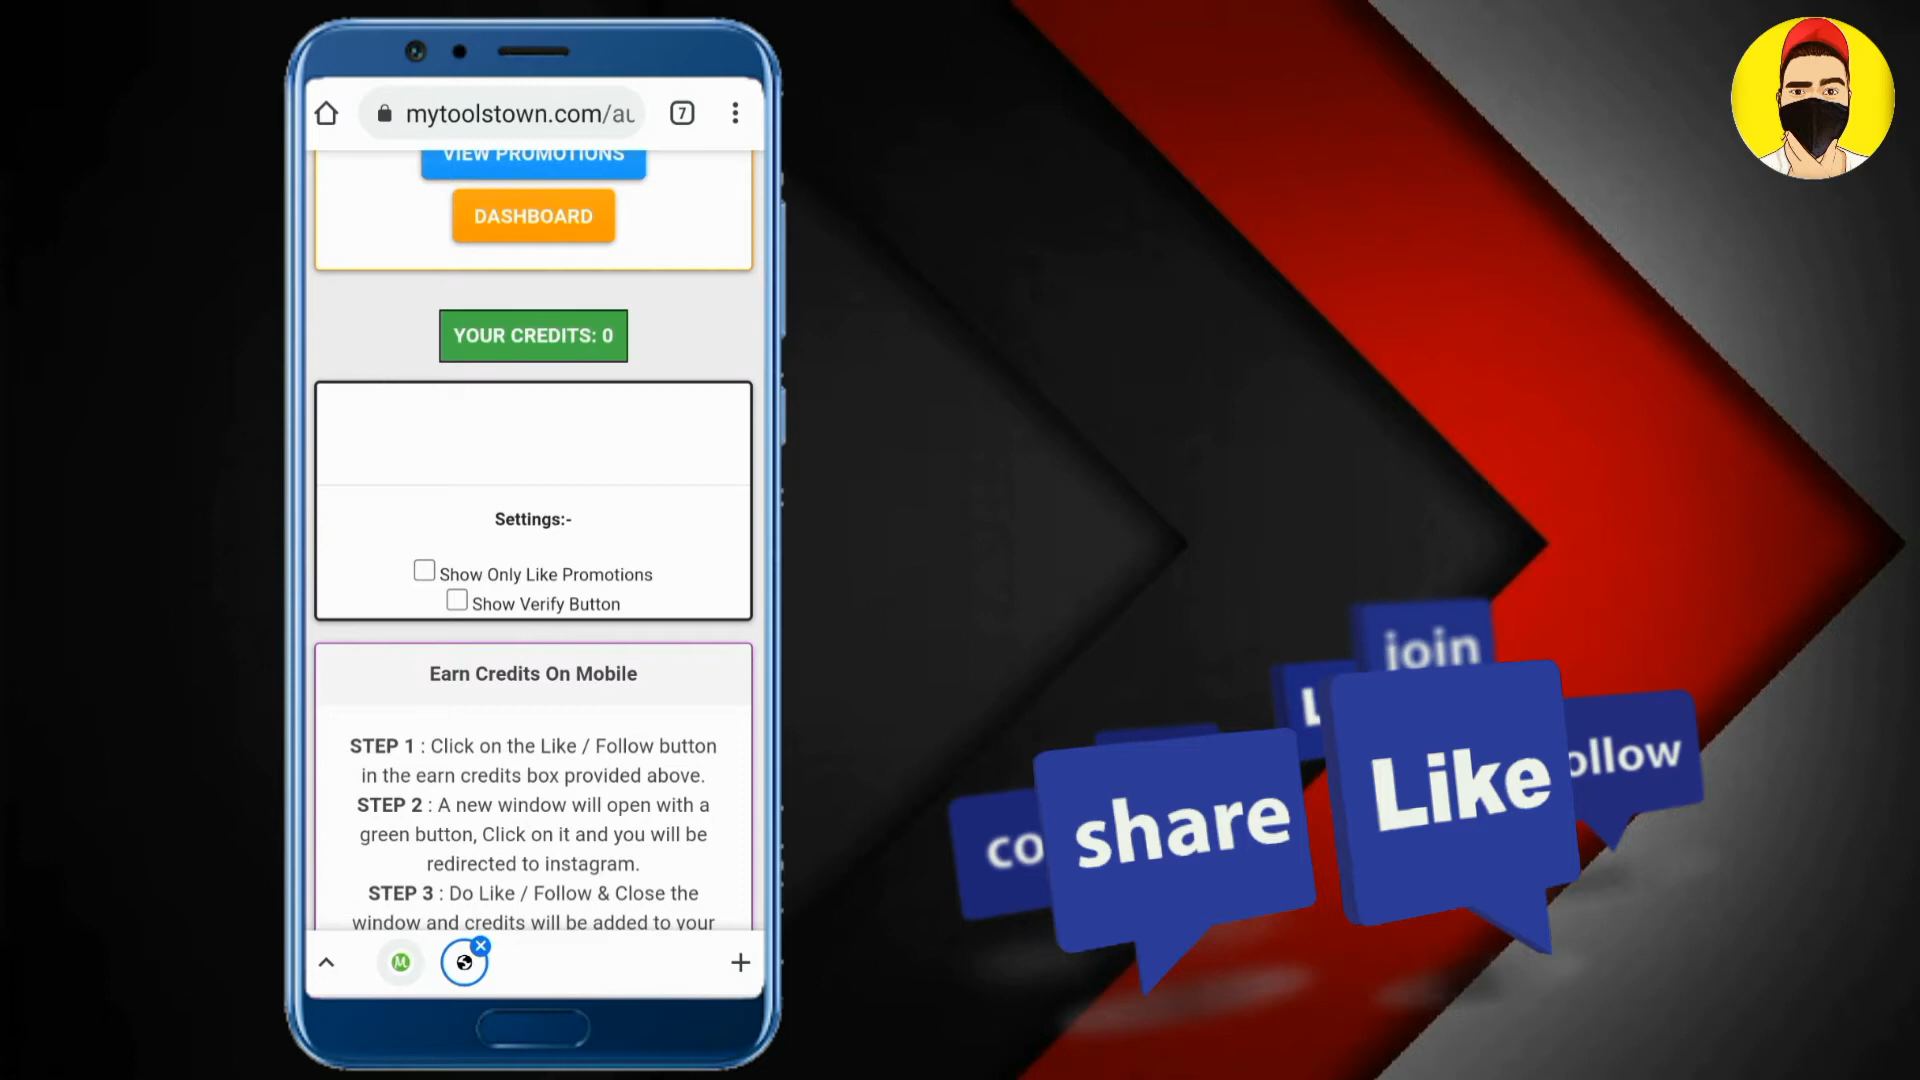 mytoolstown.com/au
7
VIEW PROMOTIONS
DASHBOARD
YOUR CREDITS: 0
Settings:-
Show Only Like Promotions
Show Verify Button
Earn Credits On Mobile
STEP 1 : Click on the Like / Follow button
in the earn credits box provided above.
STEP 2 : A new window will open with a
green button, Click on it and you will be
redirected to instagram.
STEP 3 : Do Like / Follow & Close the
window and credits will be added to your
join
L
ollow
Like
share
co